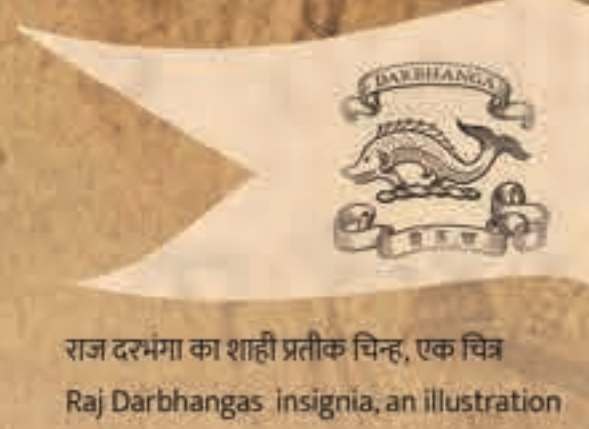 DARBHANGA
राज दरभंगा का शाही प्रतीक चिन्ह, एक चित्र
Raj Darbhangas insignia, an illustration